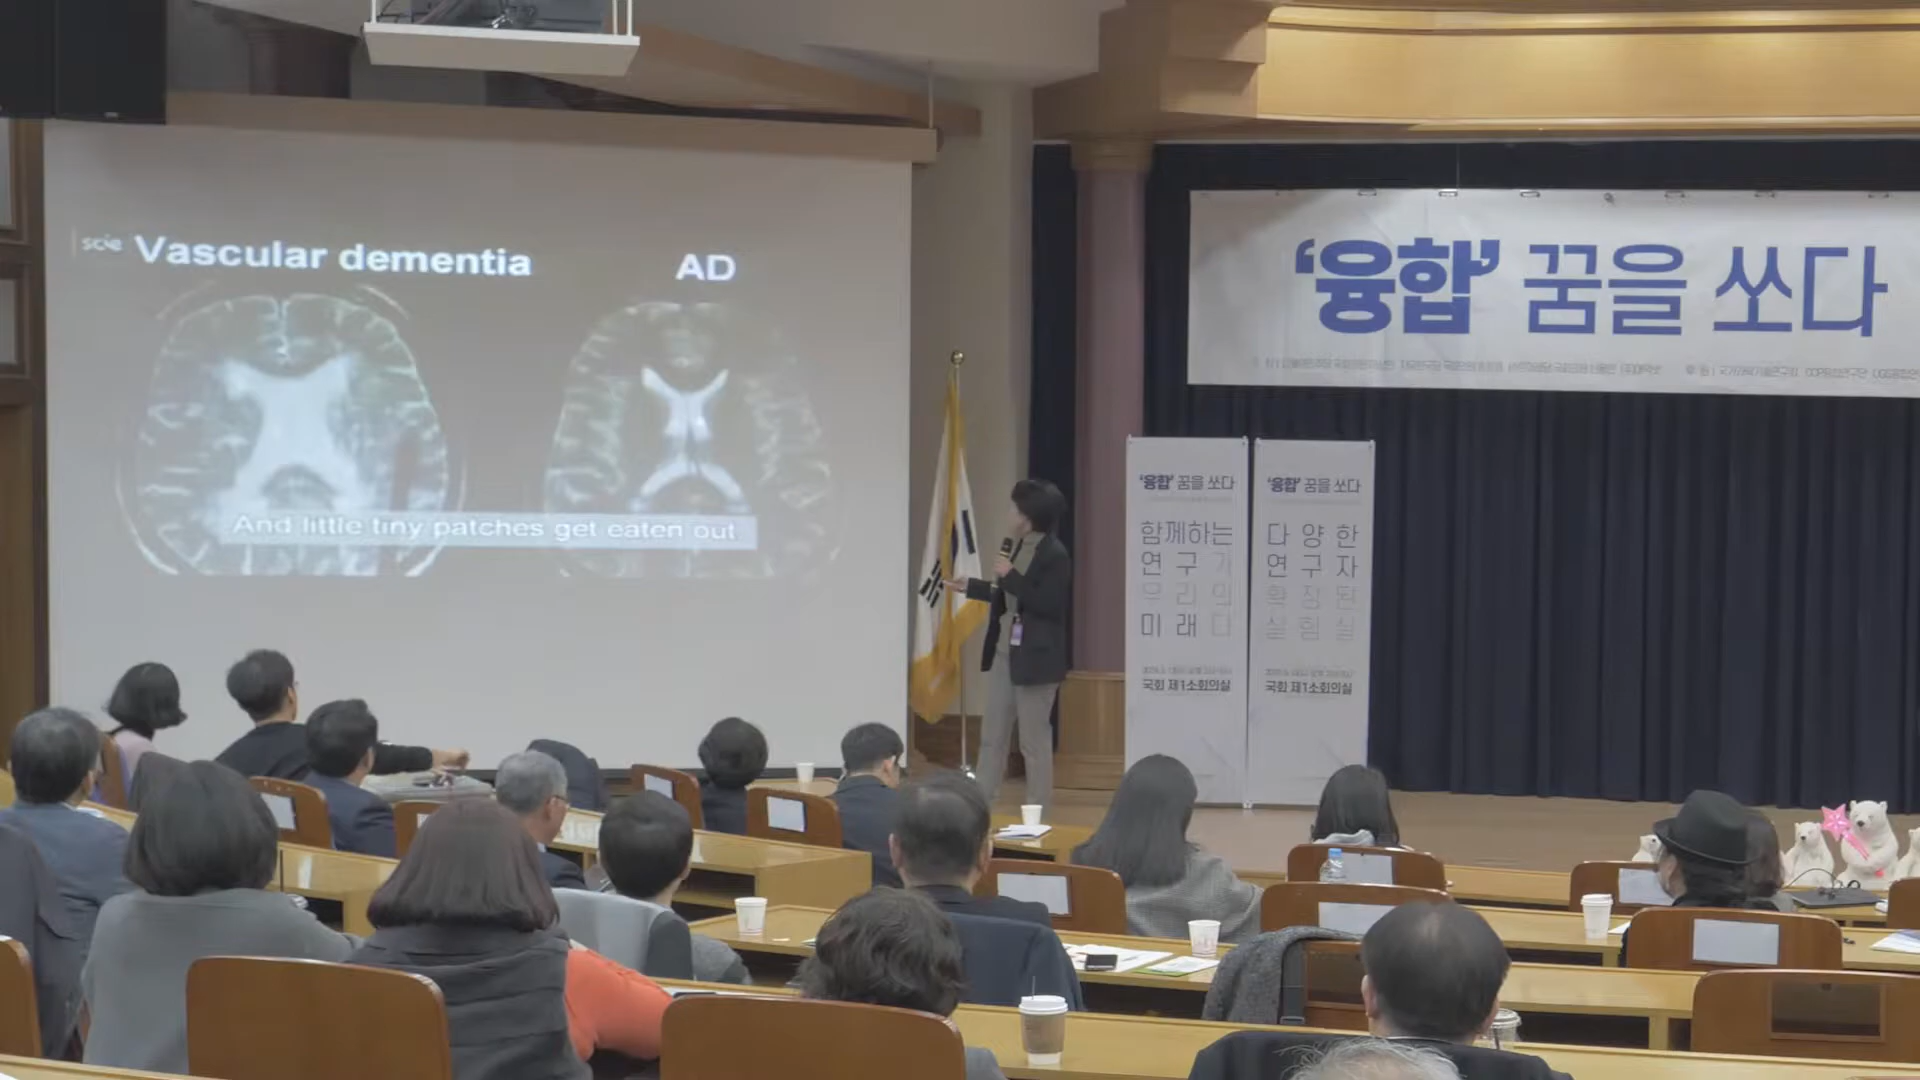 scie
Vascular dementia
AD
And little tiny patches get eaten out.
'융합' 꿈을 쏘다
'융합' 꿈을 쏘다
함께하는
연구가
우리의
미래다
국회 제1소회의실
'융합' 꿈을 쏘다
다양한
연구자
확장된
실험실
국회 제1소회의실